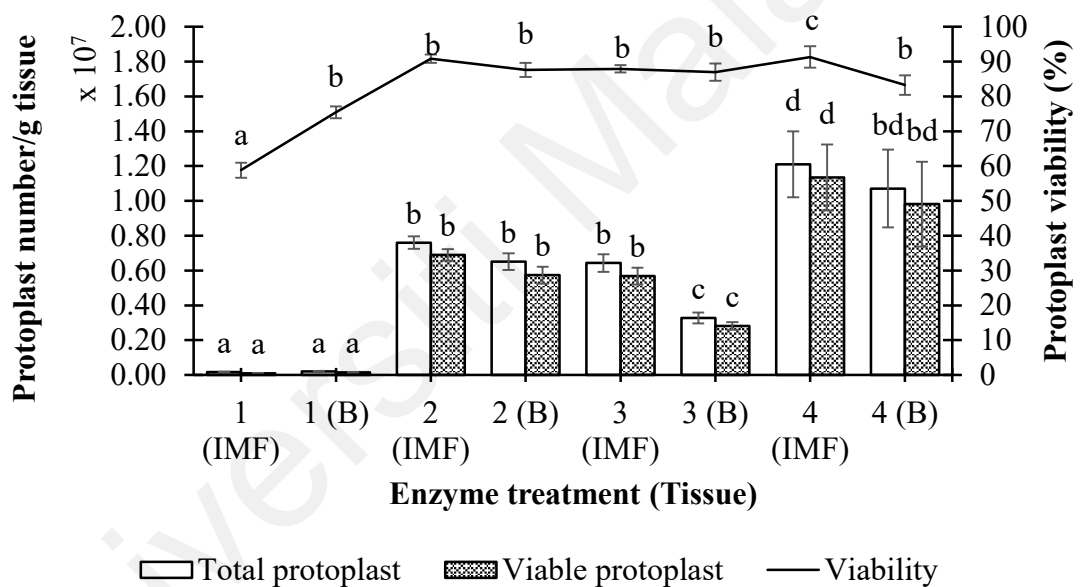 Protoplast number/g tissue
x 10⁷
2.00
1.80
1.60
1.40
1.20
1.00
0.80
0.60
0.40
0.20
0.00
100
90
80
70
60
50
40
30
20
10
0
Protoplast viability (%)
a b b b b b c b
a a a a b b b b b b c c d d bd bd
1 (IMF)
1 (B)
2 (IMF)
2 (B)
3 (IMF)
3 (B)
4 (IMF)
4 (B)
Enzyme treatment (Tissue)
Total protoplast Viable protoplast Viability
iversiti Mala